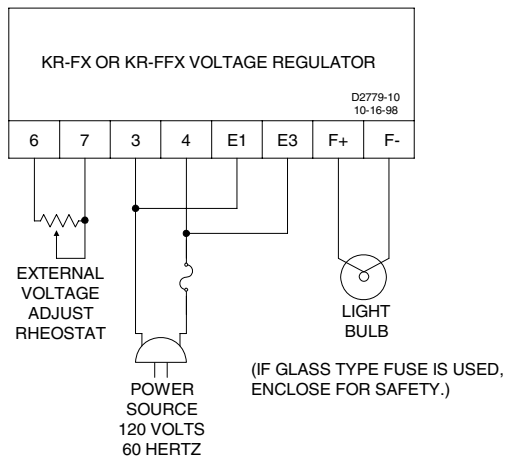 KR-FX OR KR-FFX VOLTAGE REGULATOR
D2779-10
10-16-98
6 7 3 4 E1 E3 F+ F-
EXTERNAL
VOLTAGE
ADJUST
RHEOSTAT
LIGHT
BULB
(IF GLASS TYPE FUSE IS USED,
ENCLOSE FOR SAFETY.)
POWER
SOURCE
120 VOLTS
60 HERTZ